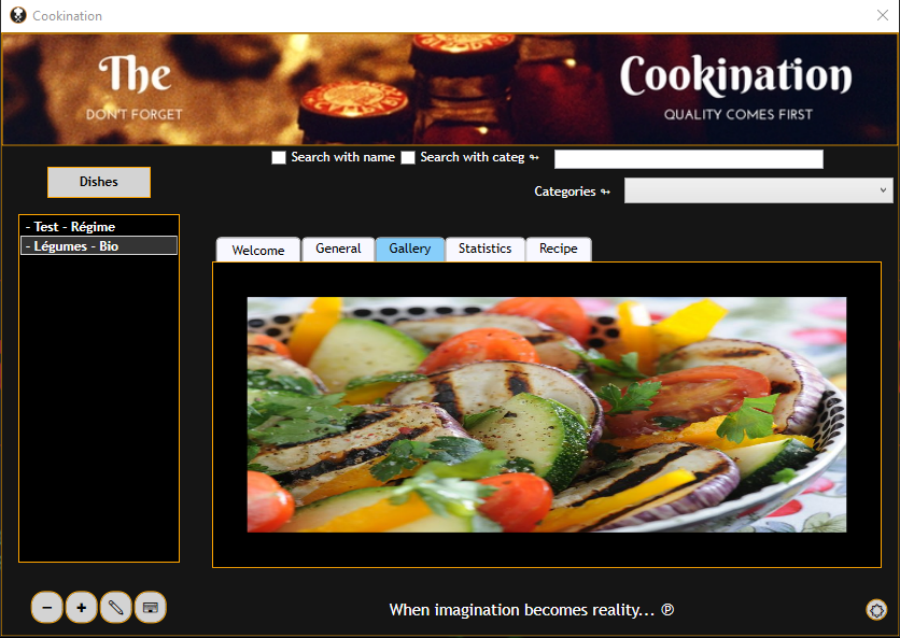 Cookination
The
DON'T FORGET
Cookination
QUALITY COMES FIRST
Search with name
Search with categ ↬
Categories ↬
Dishes
- Test - Régime
- Légumes - Bio
Welcome
General
Gallery
Statistics
Recipe
When imagination becomes reality... ℗